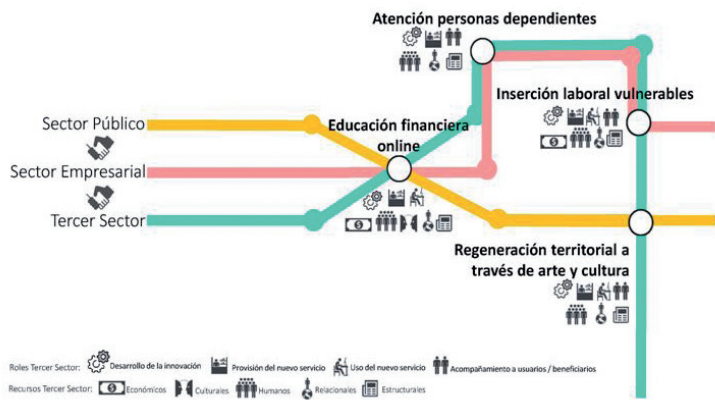 Atención personas dependientes
Inserción laboral vulnerables
Sector Público
Educación financiera
online
Sector Empresarial
Tercer Sector
Regeneración territorial a
través de arte y cultura
Roles Tercer Sector: Desarrollo de la innovación Provisión del nuevo servicio Uso del nuevo servicio Acompañamiento a usuarios / beneficiarios
Recursos Tercer Sector: Económicos Culturales Humanos Relacionales Estructurales